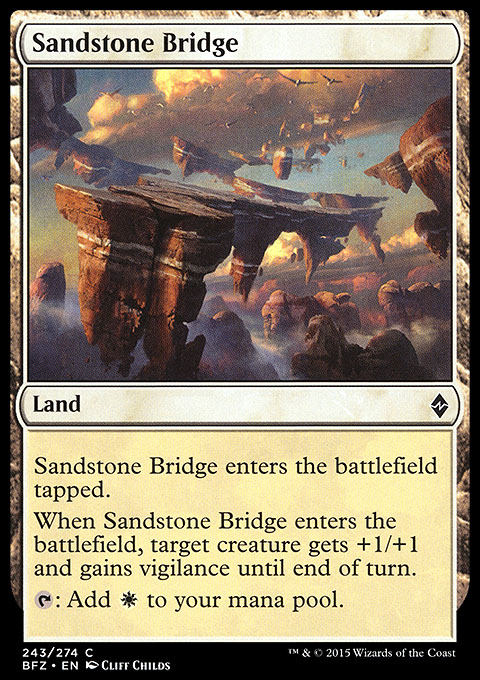 Sandstone Bridge
Land
Sandstone Bridge enters the battlefield
tapped.
When Sandstone Bridge enters the
battlefield, target creature gets +1/+1
and gains vigilance until end of turn.
: Add to your mana pool.
243/274 C
BFZ • EN Cliff Childs
™ & © 2015 Wizards of the Coast